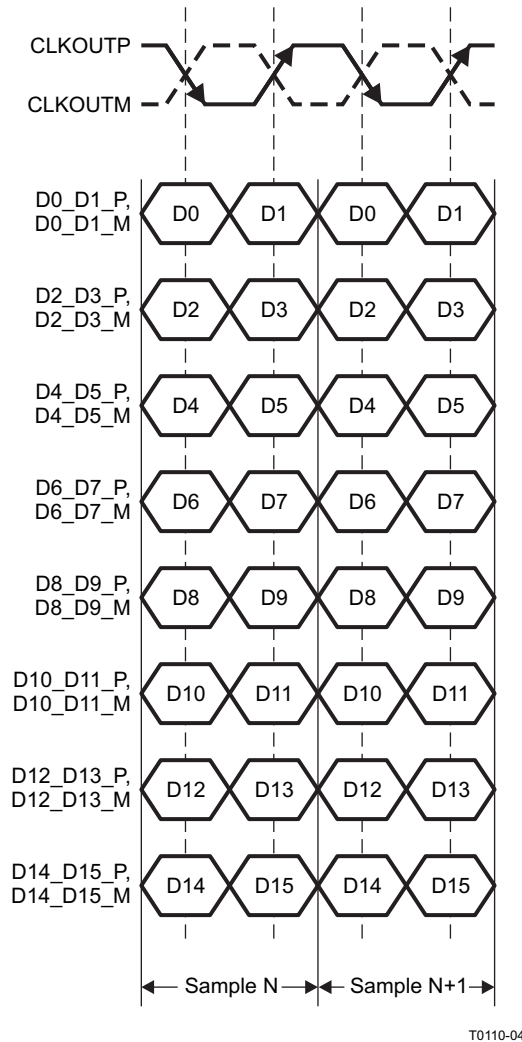 CLKOUTP
CLKOUTM
D0_D1_P,
D0_D1_M
D0 D1 D0 D1
D2_D3_P,
D2_D3_M
D2 D3 D2 D3
D4_D5_P,
D4_D5_M
D4 D5 D4 D5
D6_D7_P,
D6_D7_M
D6 D7 D6 D7
D8_D9_P,
D8_D9_M
D8 D9 D8 D9
D10_D11_P,
D10_D11_M
D10 D11 D10 D11
D12_D13_P,
D12_D13_M
D12 D13 D12 D13
D14_D15_P,
D14_D15_M
D14 D15 D14 D15
Sample N Sample N+1
T0110-04